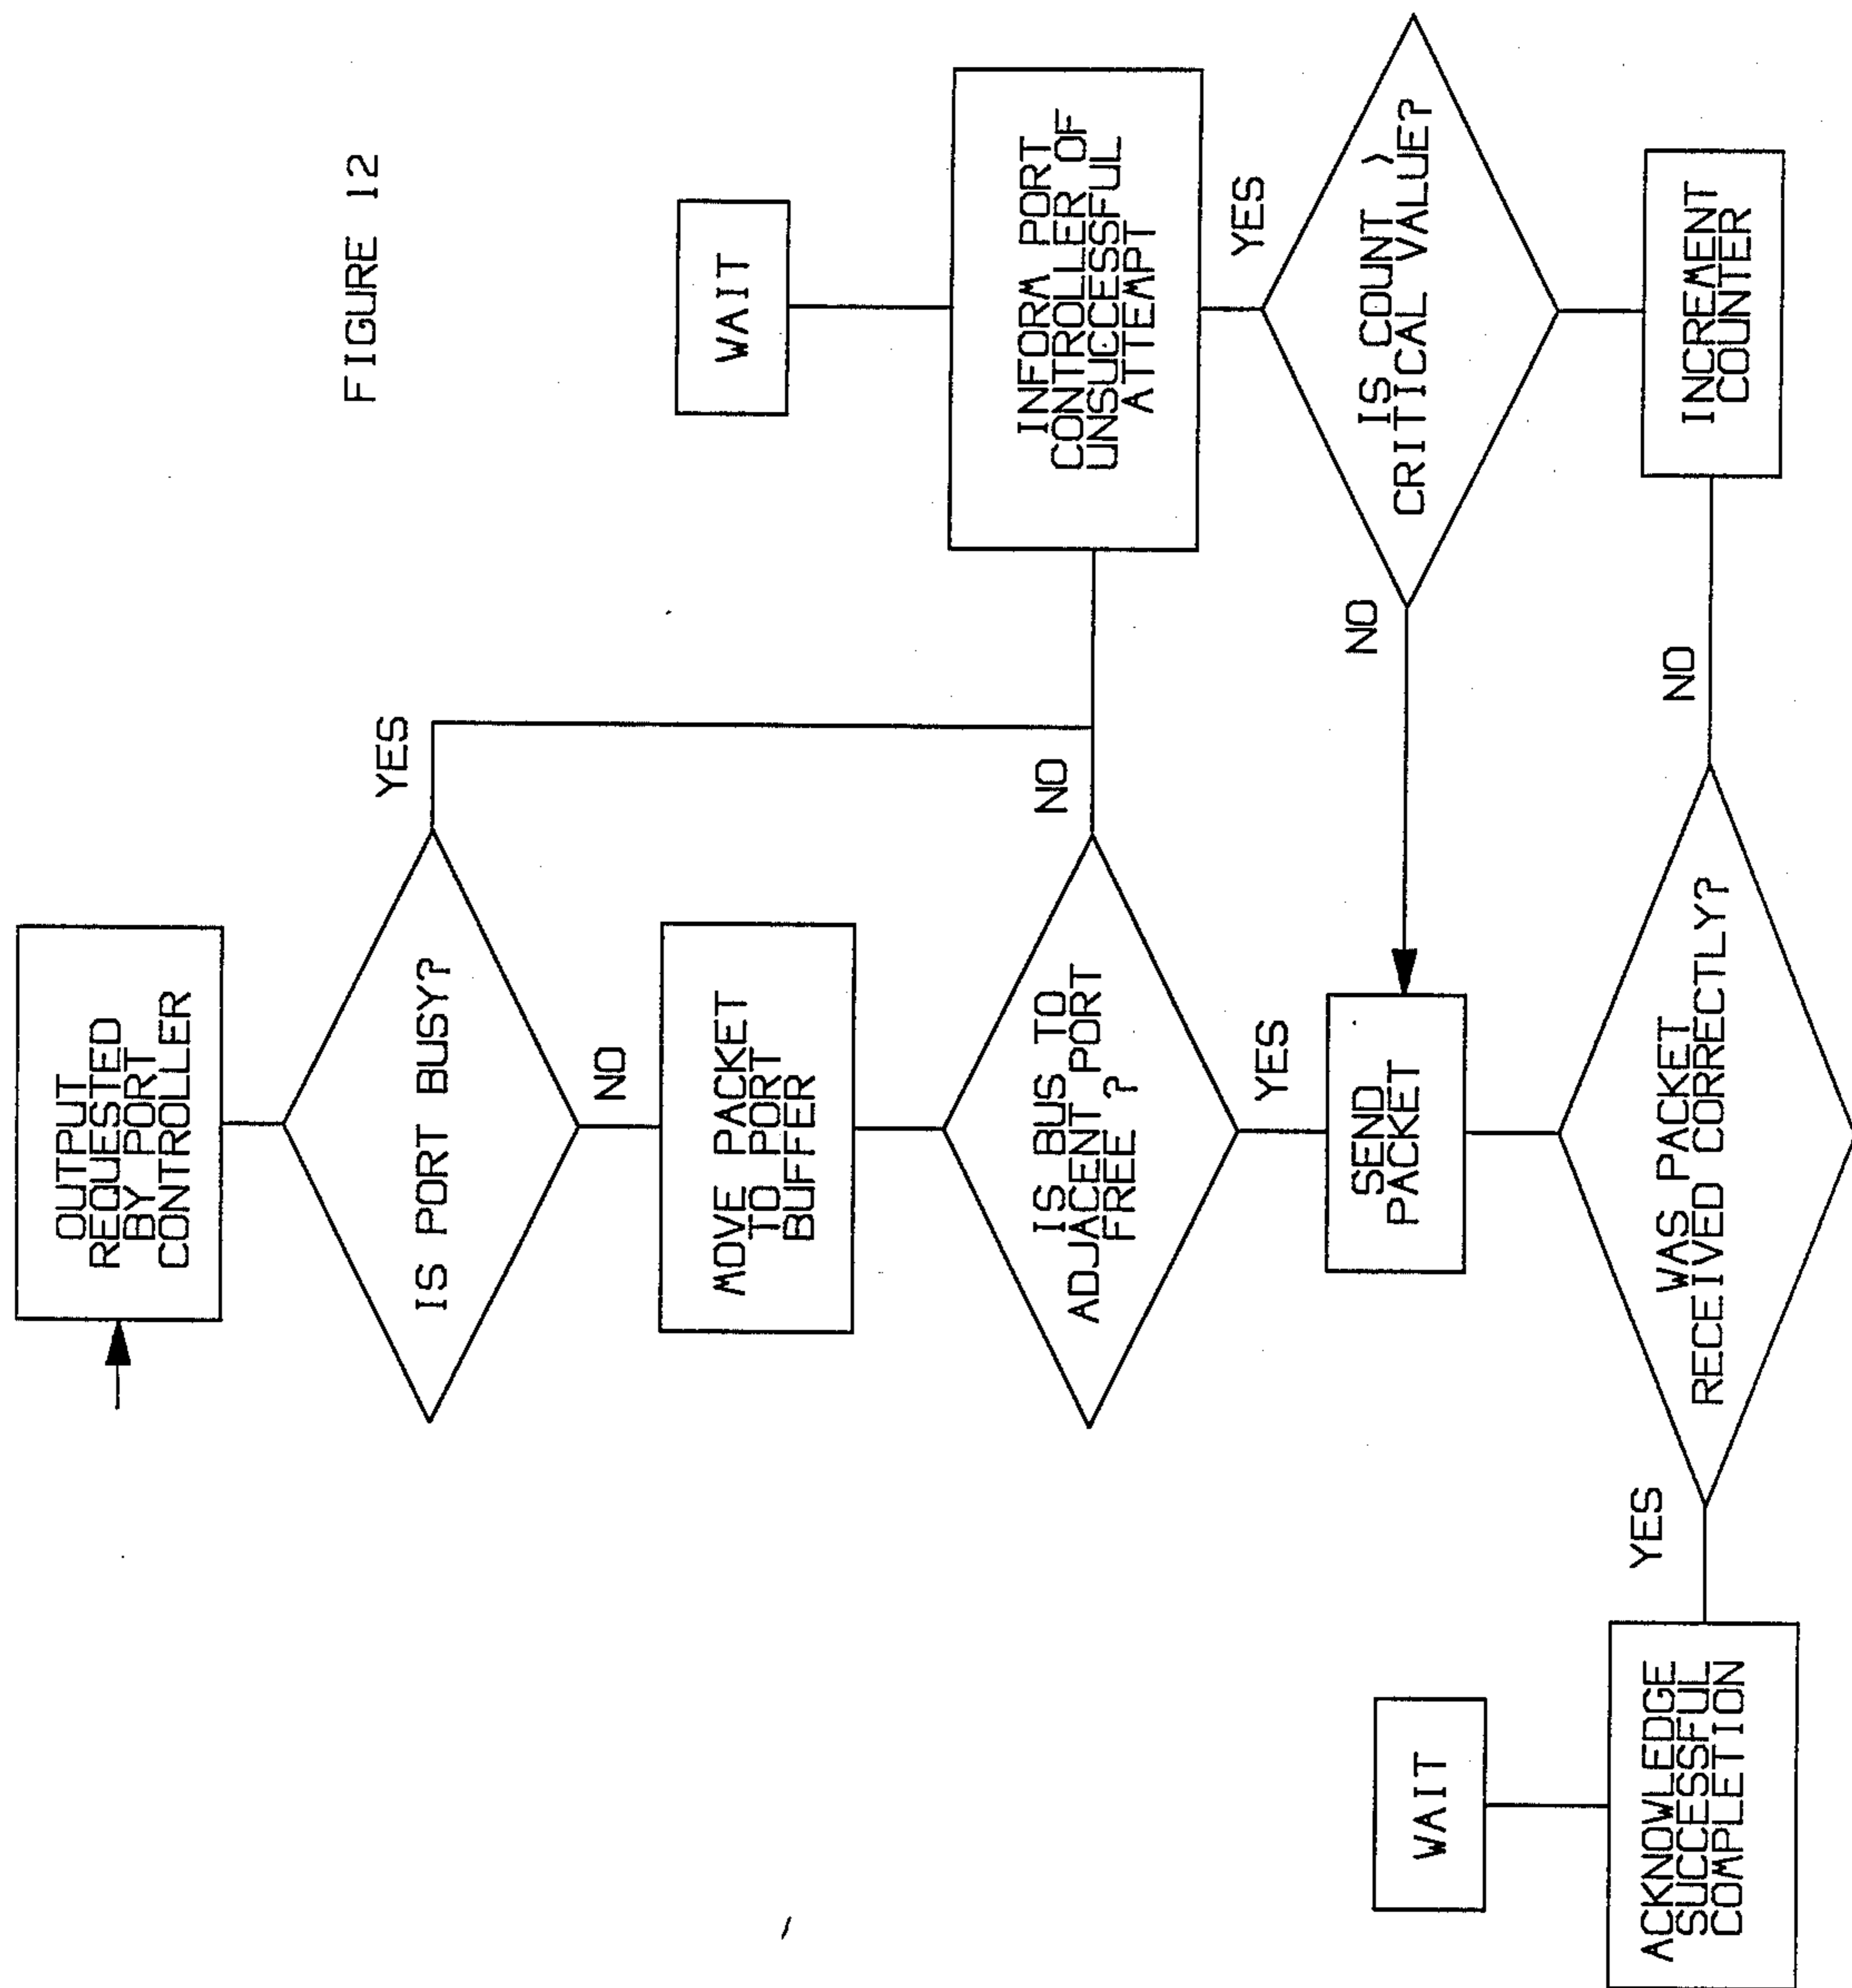 FIGURE 12
OUTPUT
REQUESTED
BY PORT
CONTROLLER
IS PORT BUSY?
YES
NO
MOVE PACKET
TO PORT
BUFFER
IS BUS TO
ADJACENT PORT
FREE ?
NO
YES
WAIT
INFORM PORT
CONTROLLER OF
UNSUCCESSFUL
ATTEMPT
YES
IS COUNT >
CRITICAL VALUE?
NO
SEND
PACKET
INCREMENT
COUNTER
NO
WAS PACKET
RECEIVED CORRECTLY?
YES
WAIT
ACKNOWLEDGE
SUCCESSFUL
COMPLETION